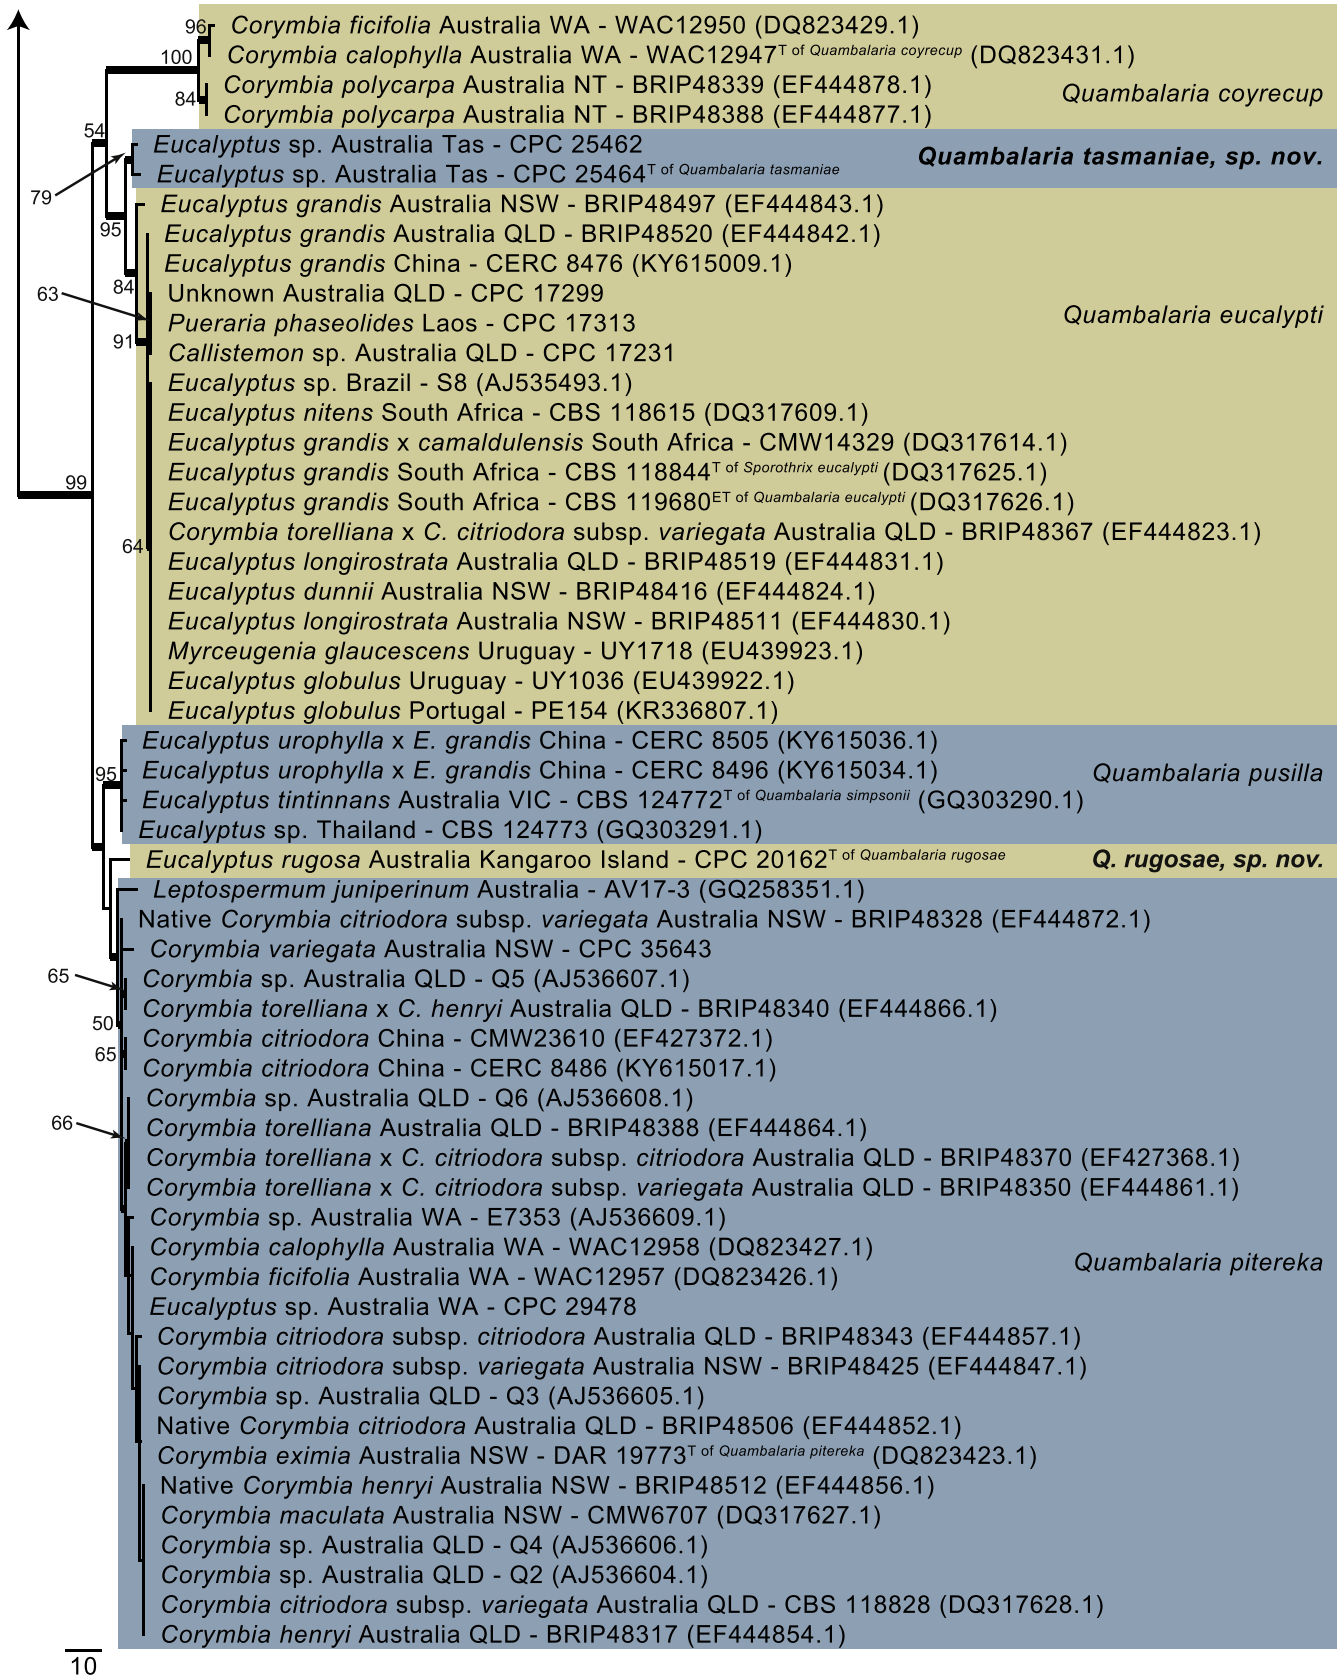 96 Corymbia ficifolia Australia WA - WAC12950 (DQ823429.1)
100 Corymbia calophylla Australia WA - WAC12947T of Quambalaria coyrecup (DQ823431.1)
Corymbia polycarpa Australia NT - BRIP48339 (EF444878.1) Quambalaria coyrecup
84 Corymbia polycarpa Australia NT - BRIP48388 (EF444877.1)
54 Eucalyptus sp. Australia Tas - CPC 25462 Quambalaria tasmaniae, sp. nov.
79 Eucalyptus sp. Australia Tas - CPC 25464T of Quambalaria tasmaniae
Eucalyptus grandis Australia NSW - BRIP48497 (EF444843.1)
95 Eucalyptus grandis Australia QLD - BRIP48520 (EF444842.1)
Eucalyptus grandis China - CERC 8476 (KY615009.1)
63 84 Unknown Australia QLD - CPC 17299
Pueraria phaseolides Laos - CPC 17313 Quambalaria eucalypti
91 Callistemon sp. Australia QLD - CPC 17231
Eucalyptus sp. Brazil - S8 (AJ535493.1)
Eucalyptus nitens South Africa - CBS 118615 (DQ317609.1)
Eucalyptus grandis x camaldulensis South Africa - CMW14329 (DQ317614.1)
99 Eucalyptus grandis South Africa - CBS 118844T of Sporothrix eucalypti (DQ317625.1)
Eucalyptus grandis South Africa - CBS 119680ET of Quambalaria eucalypti (DQ317626.1)
64 Corymbia torelliana x C. citriodora subsp. variegata Australia QLD - BRIP48367 (EF444823.1)
Eucalyptus longirostrata Australia QLD - BRIP48519 (EF444831.1)
Eucalyptus dunnii Australia NSW - BRIP48416 (EF444824.1)
Eucalyptus longirostrata Australia NSW - BRIP48511 (EF444830.1)
Myrceugenia glaucescens Uruguay - UY1718 (EU439923.1)
Eucalyptus globulus Uruguay - UY1036 (EU439922.1)
Eucalyptus globulus Portugal - PE154 (KR336807.1)
Eucalyptus urophylla x E. grandis China - CERC 8505 (KY615036.1)
95 Eucalyptus urophylla x E. grandis China - CERC 8496 (KY615034.1) Quambalaria pusilla
Eucalyptus tintinnans Australia VIC - CBS 124772T of Quambalaria simpsonii (GQ303290.1)
Eucalyptus sp. Thailand - CBS 124773 (GQ303291.1)
Eucalyptus rugosa Australia Kangaroo Island - CPC 20162T of Quambalaria rugosae Q. rugosae, sp. nov.
Leptospermum juniperinum Australia - AV17-3 (GQ258351.1)
Native Corymbia citriodora subsp. variegata Australia NSW - BRIP48328 (EF444872.1)
Corymbia variegata Australia NSW - CPC 35643
65 Corymbia sp. Australia QLD - Q5 (AJ536607.1)
Corymbia torelliana x C. henryi Australia QLD - BRIP48340 (EF444866.1)
50 Corymbia citriodora China - CMW23610 (EF427372.1)
65 Corymbia citriodora China - CERC 8486 (KY615017.1)
Corymbia sp. Australia QLD - Q6 (AJ536608.1)
66 Corymbia torelliana Australia QLD - BRIP48388 (EF444864.1)
Corymbia torelliana x C. citriodora subsp. citriodora Australia QLD - BRIP48370 (EF427368.1)
Corymbia torelliana x C. citriodora subsp. variegata Australia QLD - BRIP48350 (EF444861.1)
Corymbia sp. Australia WA - E7353 (AJ536609.1)
Corymbia calophylla Australia WA - WAC12958 (DQ823427.1) Quambalaria pitereka
Corymbia ficifolia Australia WA - WAC12957 (DQ823426.1)
Eucalyptus sp. Australia WA - CPC 29478
Corymbia citriodora subsp. citriodora Australia QLD - BRIP48343 (EF444857.1)
Corymbia citriodora subsp. variegata Australia NSW - BRIP48425 (EF444847.1)
Corymbia sp. Australia QLD - Q3 (AJ536605.1)
Native Corymbia citriodora Australia QLD - BRIP48506 (EF444852.1)
Corymbia eximia Australia NSW - DAR 19773T of Quambalaria pitereka (DQ823423.1)
Native Corymbia henryi Australia NSW - BRIP48512 (EF444856.1)
Corymbia maculata Australia NSW - CMW6707 (DQ317627.1)
Corymbia sp. Australia QLD - Q4 (AJ536606.1)
Corymbia sp. Australia QLD - Q2 (AJ536604.1)
Corymbia citriodora subsp. variegata Australia QLD - CBS 118828 (DQ317628.1)
Corymbia henryi Australia QLD - BRIP48317 (EF444854.1)
10